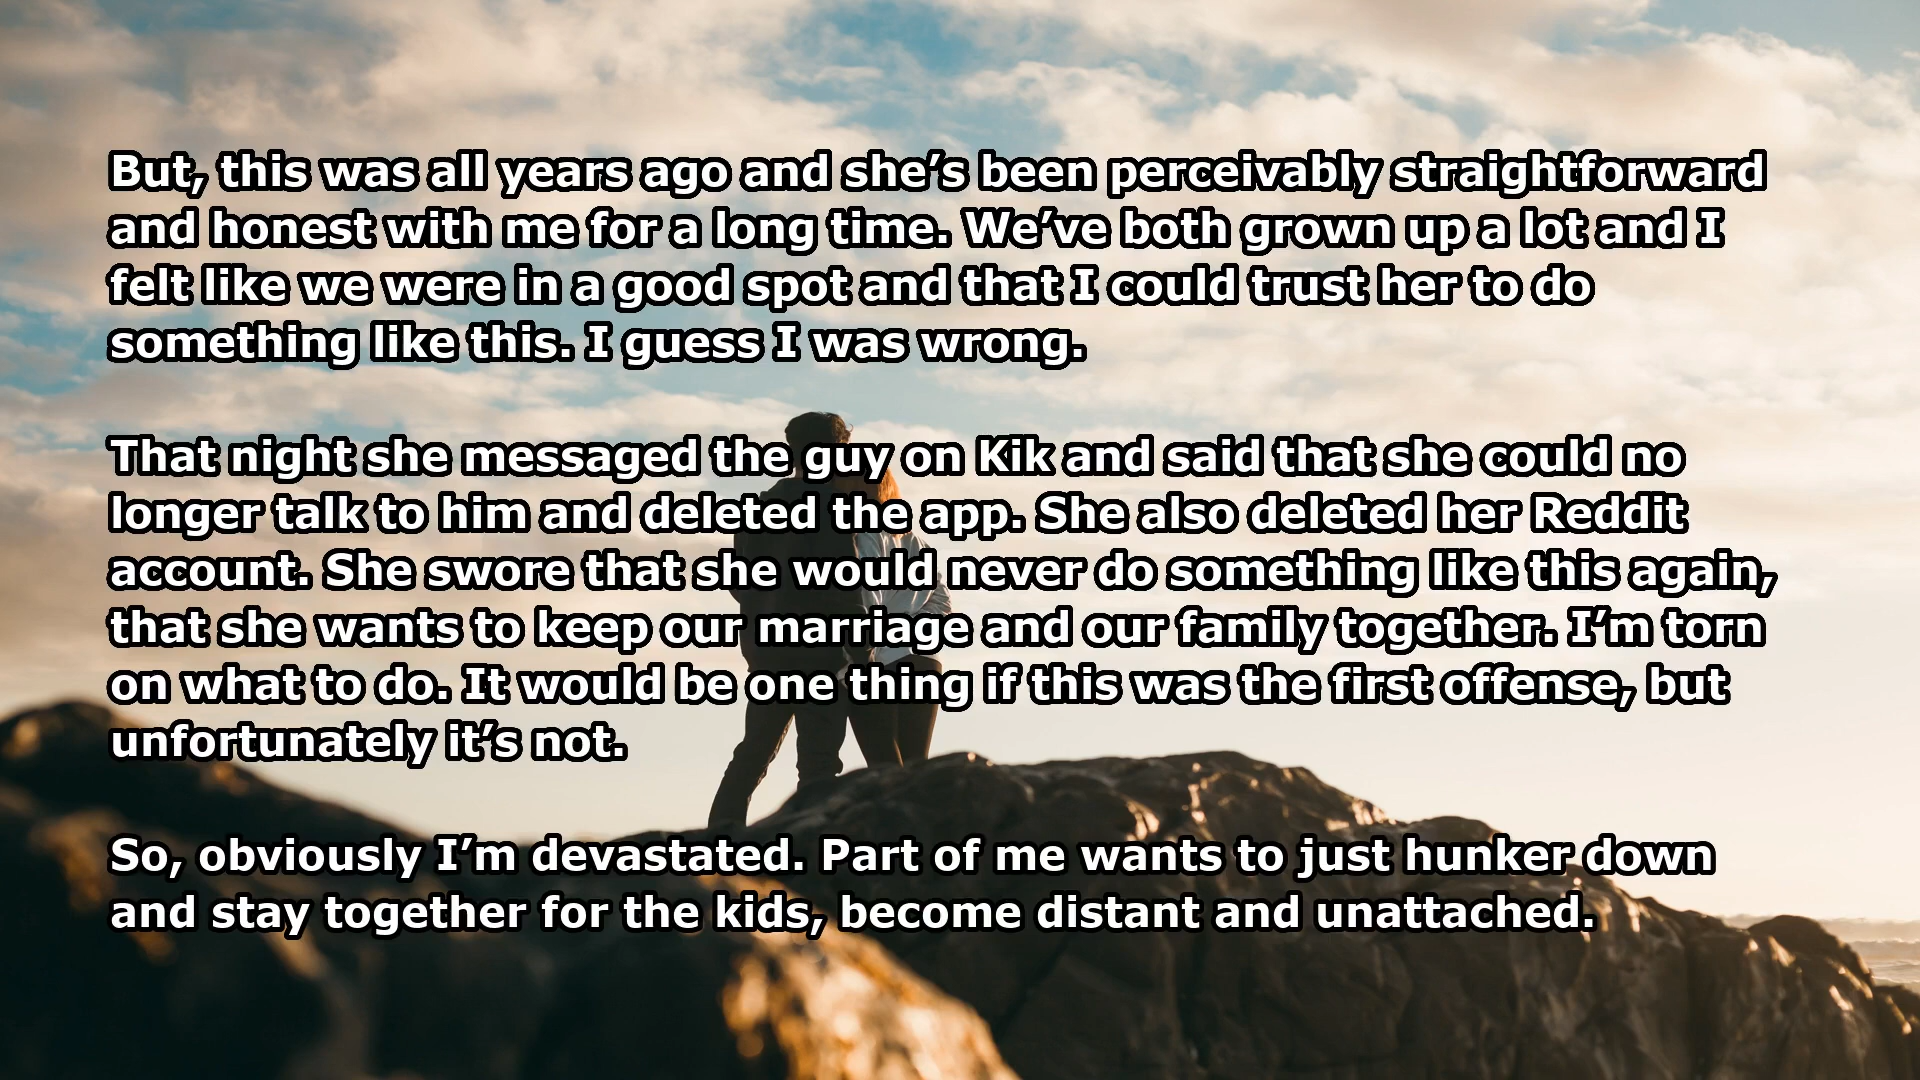 But, this was all years ago and she’s been perceivably straightforward
and honest with me for a long time. We’ve both grown up a lot and I
felt like we were in a good spot and that I could trust her to do
something like this. I guess I was wrong.
That night she messaged the guy on Kik and said that she could no
longer talk to him and deleted the app. She also deleted her Reddit
account. She swore that she would never do something like this again,
that she wants to keep our marriage and our family together. I’m torn
on what to do. It would be one thing if this was the first offense, but
unfortunately it’s not.
So, obviously I’m devastated. Part of me wants to just hunker down
and stay together for the kids, become distant and unattached.